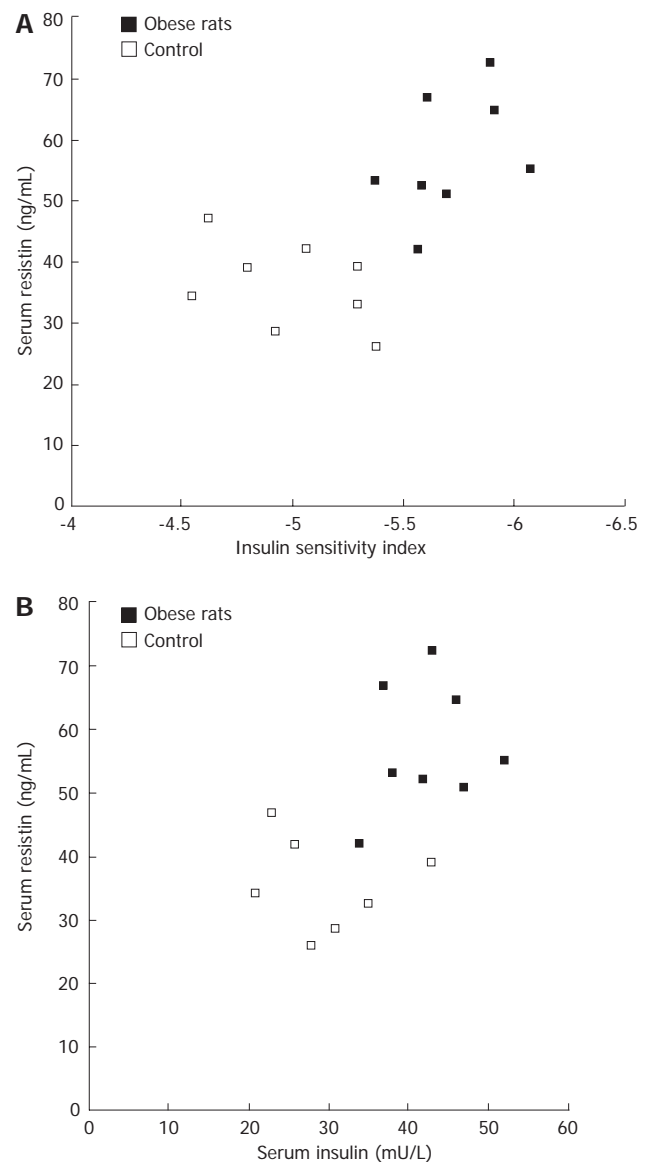 A
Obese rats
Control
Serum resistin (ng/mL)
80
70
60
50
40
30
20
10
0
-4 -4.5 -5 -5.5 -6 -6.5
Insulin sensitivity index
B
Obese rats
Control
Serum resistin (ng/mL)
80
70
60
50
40
30
20
10
0
0 10 20 30 40 50 60
Serum insulin (mU/L)